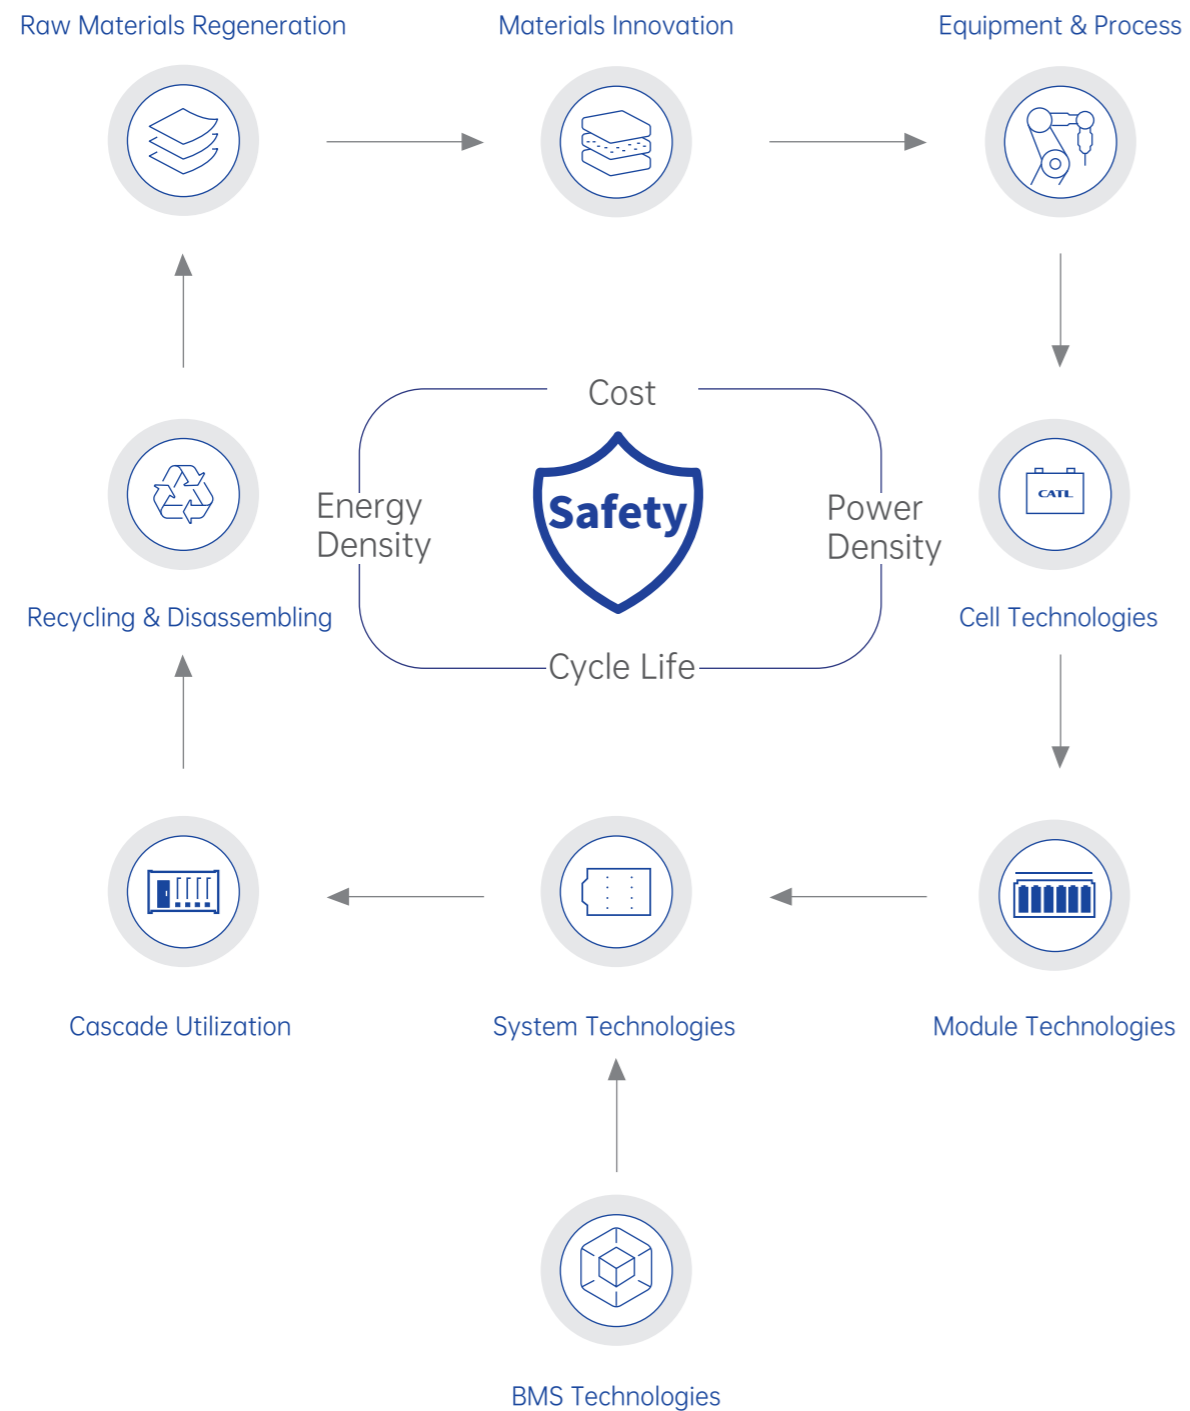 Raw Materials Regeneration
Materials Innovation
Equipment & Process
Cost
Energy
Density
Safety
Power
Density
CATL
Cycle Life
Recycling & Disassembling
Cell Technologies
Cascade Utilization
System Technologies
Module Technologies
BMS Technologies